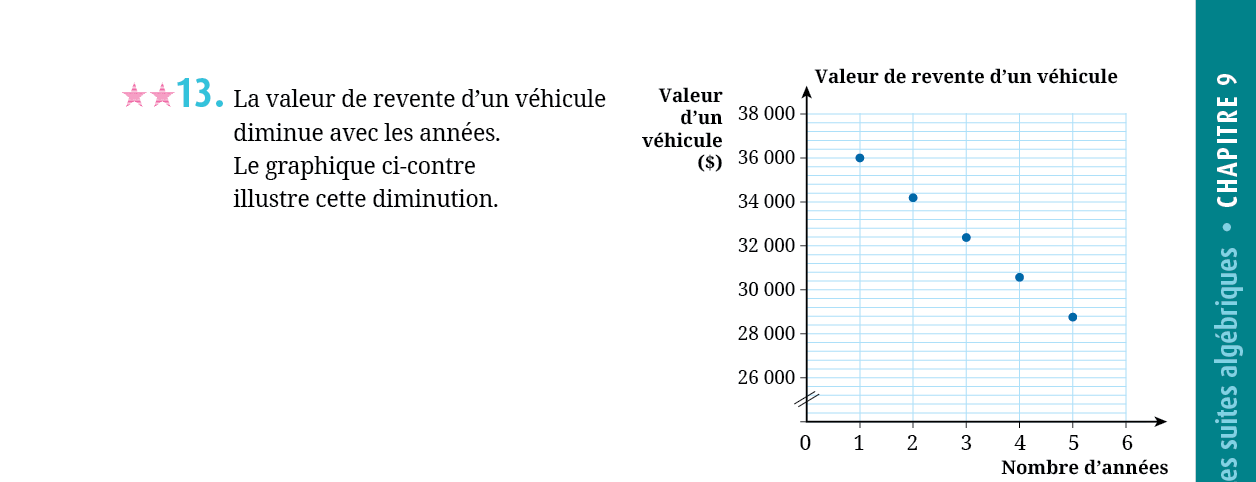 13.
La valeur de revente d’un véhicule
diminue avec les années.
Le graphique ci-contre
illustre cette diminution.
Valeur de revente d’un véhicule
Valeur
d’un
véhicule
($)
38 000
36 000
34 000
32 000
30 000
28 000
26 000
0 1 2 3 4 5 6
Nombre d’années
es suites algébriques • CHAPITRE 9